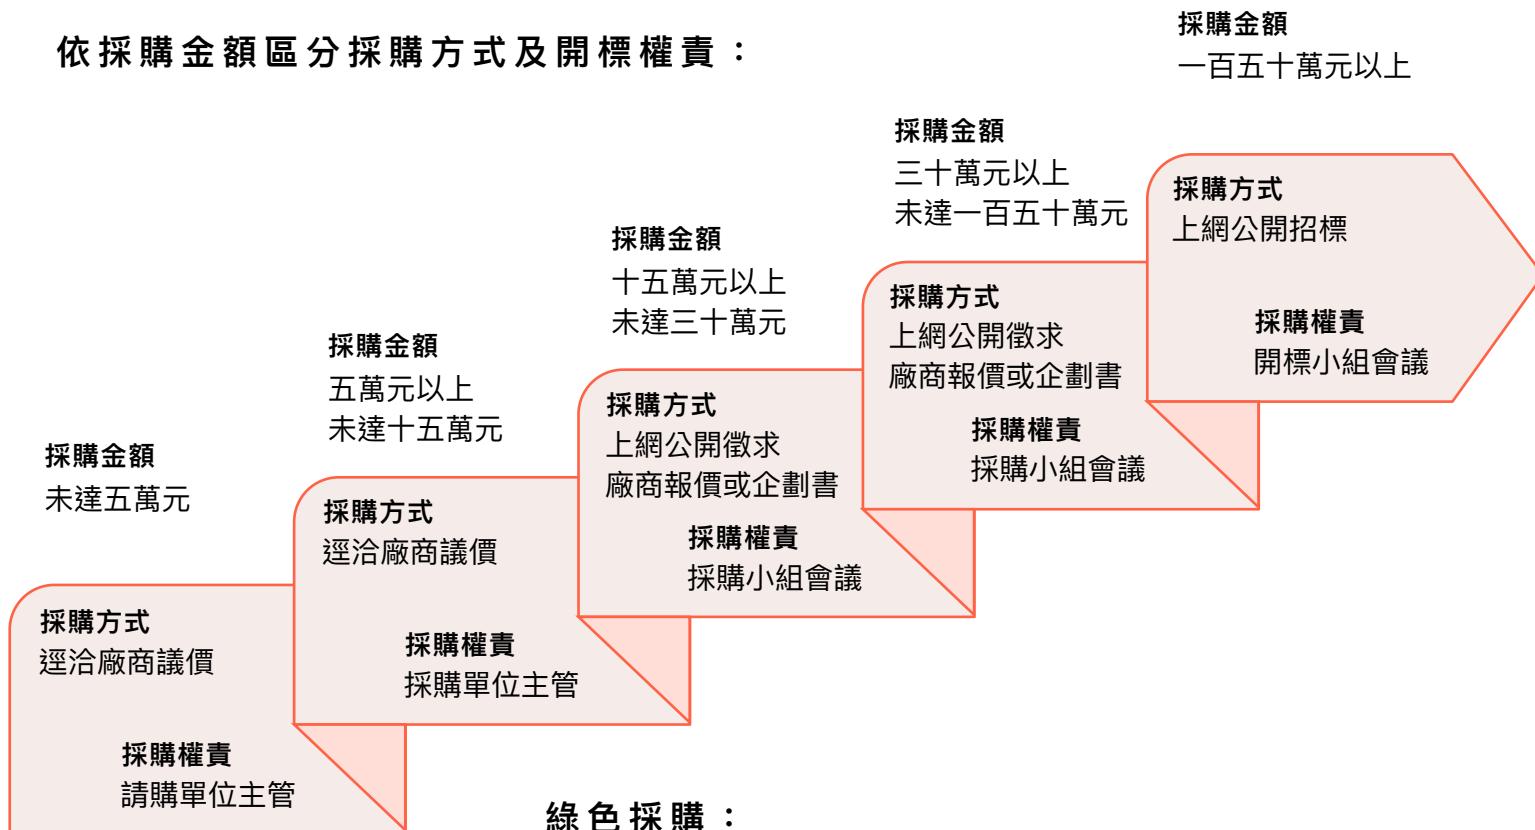 依採購金額區分採購方式及開標權責：
採購金額
未達五萬元
採購方式
逕洽廠商議價
採購權責
請購單位主管
採購金額
五萬元以上
未達十五萬元
採購方式
逕洽廠商議價
採購權責
採購單位主管
採購金額
十五萬元以上
未達三十萬元
採購方式
上網公開徵求
廠商報價或企劃書
採購權責
採購小組會議
採購金額
三十萬元以上
未達一百五十萬元
採購方式
上網公開徵求
廠商報價或企劃書
採購權責
採購小組會議
採購金額
一百五十萬元以上
採購方式
上網公開招標
採購權責
開標小組會議
綠色採購：